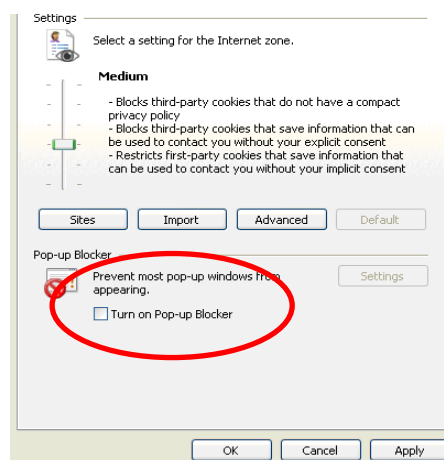 Settings
Select a setting for the Internet zone.
Medium
- Blocks third-party cookies that do not have a compact
privacy policy
- Blocks third-party cookies that save information that can
be used to contact you without your explicit consent
- Restricts first-party cookies that save information that
can be used to contact you without your implicit consent
Sites Import Advanced Default
Pop-up Blocker
Prevent most pop-up windows from
appearing.
Settings
Turn on Pop-up Blocker
OK Cancel Apply